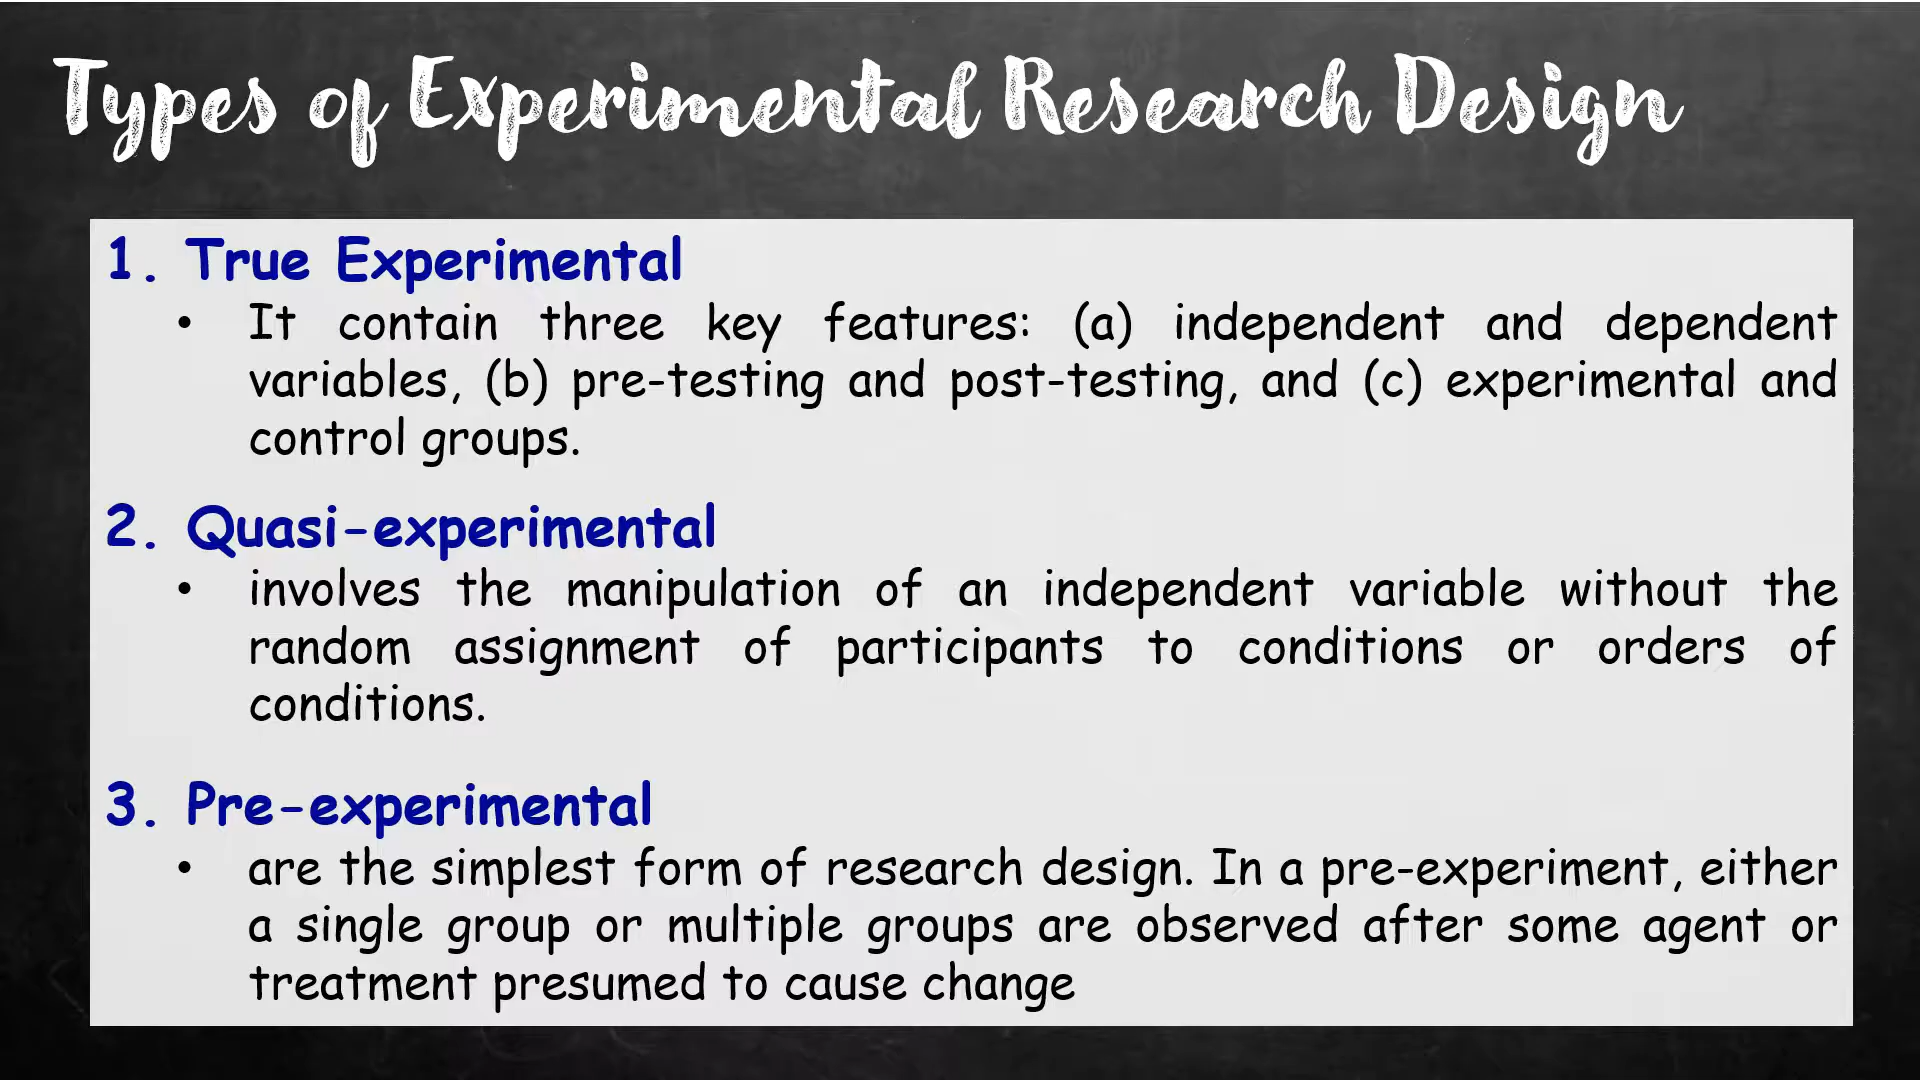 Types of Experimental Research Design
1. True Experimental
• It contain three key features: (a) independent and dependent
variables, (b) pre-testing and post-testing, and (c) experimental and
control groups.
2. Quasi-experimental
• involves the manipulation of an independent variable without the
random assignment of participants to conditions or orders of
conditions.
3. Pre-experimental
• are the simplest form of research design. In a pre-experiment, either
a single group or multiple groups are observed after some agent or
treatment presumed to cause change